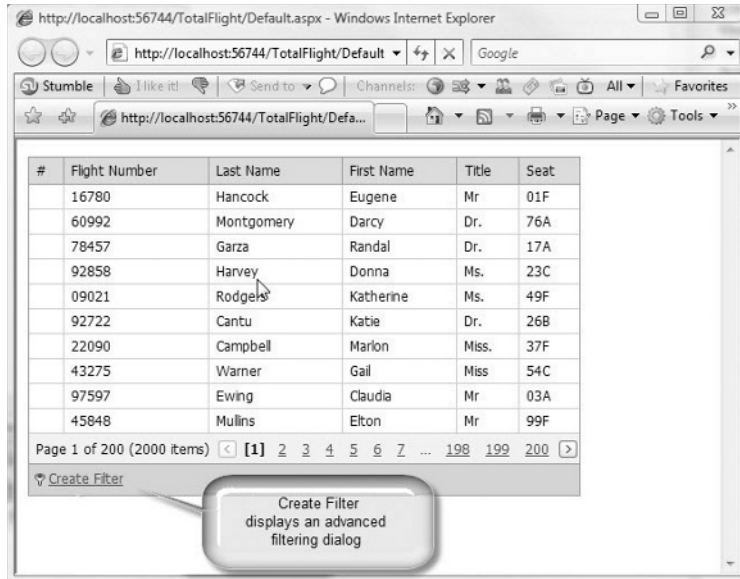 http://localhost:56744/TotalFlight/Default.aspx - Windows Internet Explorer
http://localhost:56744/TotalFlight/Default Google
Stumble I like it! Send to Channels: All Favorites
http://localhost:56744/TotalFlight/Defa... Page Tools »
# Flight Number Last Name First Name Title Seat
16780 Hancock Eugene Mr 01F
60992 Montgomery Darcy Dr. 76A
78457 Garza Randal Dr. 17A
92858 Harvey Donna Ms. 23C
09021 Rodgers Katherine Ms. 49F
92722 Cantu Katie Dr. 26B
22090 Campbell Marlon Miss. 37F
43275 Warner Gail Miss 54C
97597 Ewing Claudia Mr 03A
45848 Mullins Elton Mr 99F
Page 1 of 200 (2000 items) < [1] 2 3 4 5 6 7 ... 198 199 200 >
Create Filter
Create Filter
displays an advanced
filtering dialog